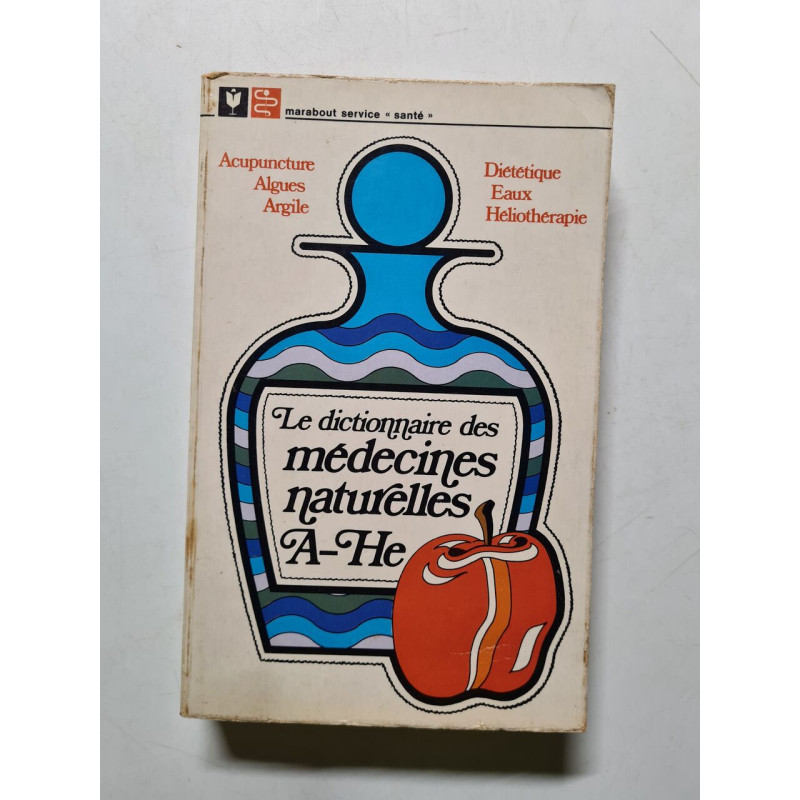 marabout service « santé »
Acupuncture
Algues
Argile
Diététique
Eaux
Héliothérapie
Le dictionnaire des
médecines
naturelles
A-He